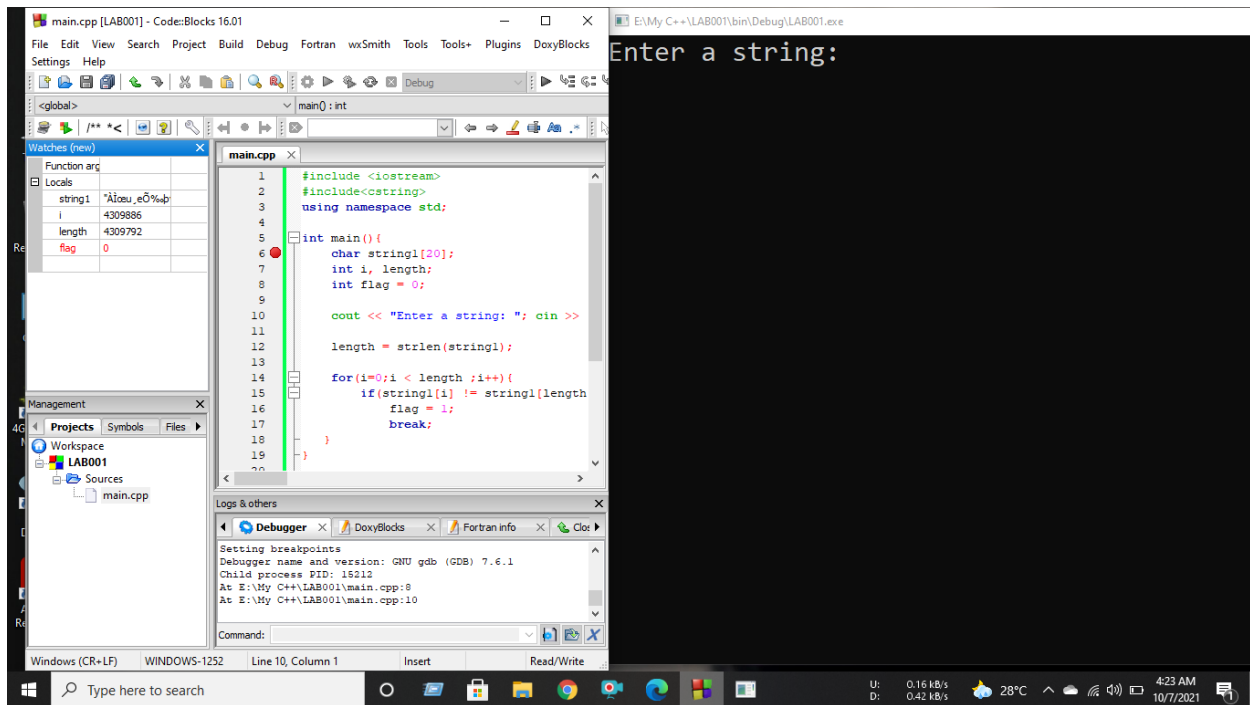 main.cpp [LAB001] - Code::Blocks 16.01
File Edit View Search Project Build Debug Fortran wxSmith Tools Tools+ Plugins DoxyBlocks
Settings Help
Debug
<global>
main() : int
/** *<
Watches (new)
Function arg
Locals
string1
i 4309886
length 4309792
flag 0
Management
Projects Symbols Files
Workspace
LAB001
Sources
main.cpp
main.cpp
1 #include <iostream>
2 #include<cstring>
3 using namespace std;
4
5 int main(){
6 char string1[20];
7 int i, length;
8 int flag = 0;
9
10 cout << "Enter a string: "; cin >>
11
12 length = strlen(string1);
13
14 for(i=0;i < length ;i++){
15 if(string1[i] != string1[length
16 flag = 1;
17 break;
18 }
19 }
20
Logs & others
Debugger DoxyBlocks Fortran info
Setting breakpoints
Debugger name and version: GNU gdb (GDB) 7.6.1
Child process PID: 15212
At E:\My C++\LAB001\main.cpp:8
At E:\My C++\LAB001\main.cpp:10
Command:
Windows (CR+LF) WINDOWS-1252 Line 10, Column 1 Insert Read/Write
E:\My C++\LAB001\bin\Debug\LAB001.exe
Enter a string:
Type here to search
U: 0.16 kB/s
D: 0.42 kB/s
28°C
4:23 AM
10/7/2021